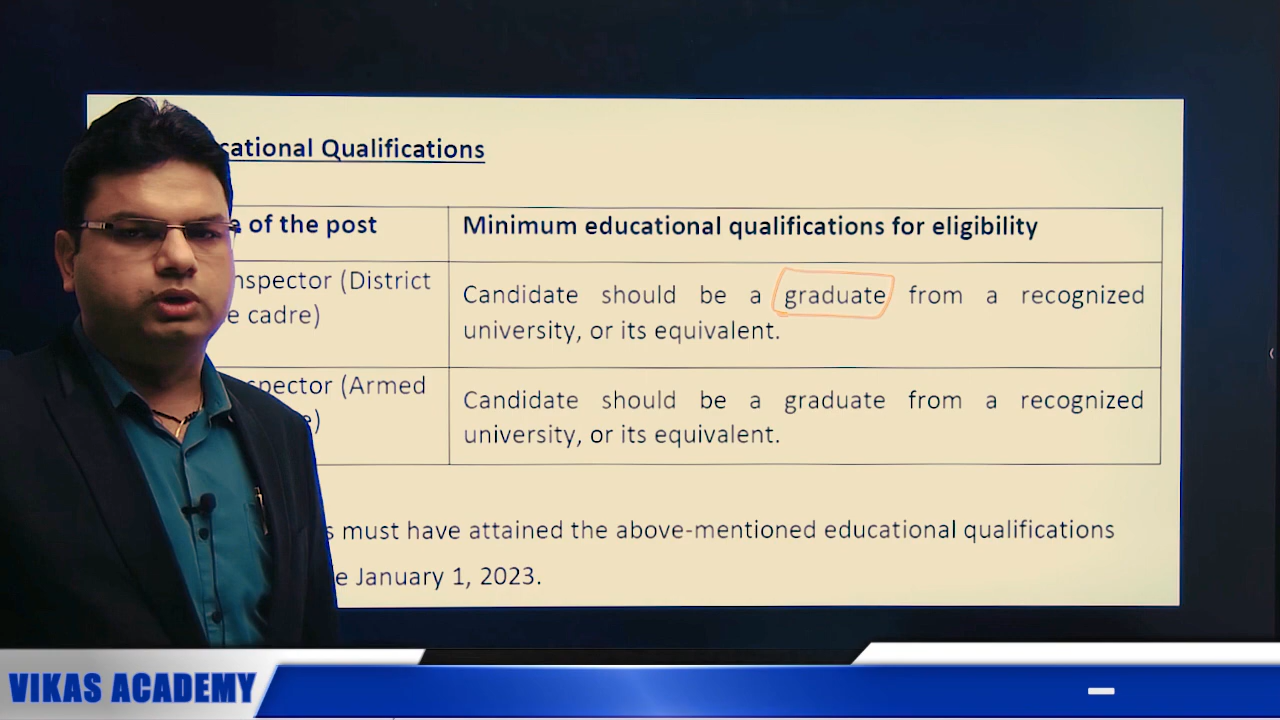 cational Qualifications
e of the post
Minimum educational qualifications for eligibility
nspector (District
e cadre)
Candidate should be a graduate from a recognized
university, or its equivalent.
spector (Armed
e)
Candidate should be a graduate from a recognized
university, or its equivalent.
s must have attained the above-mentioned educational qualifications
e January 1, 2023.
VIKAS ACADEMY